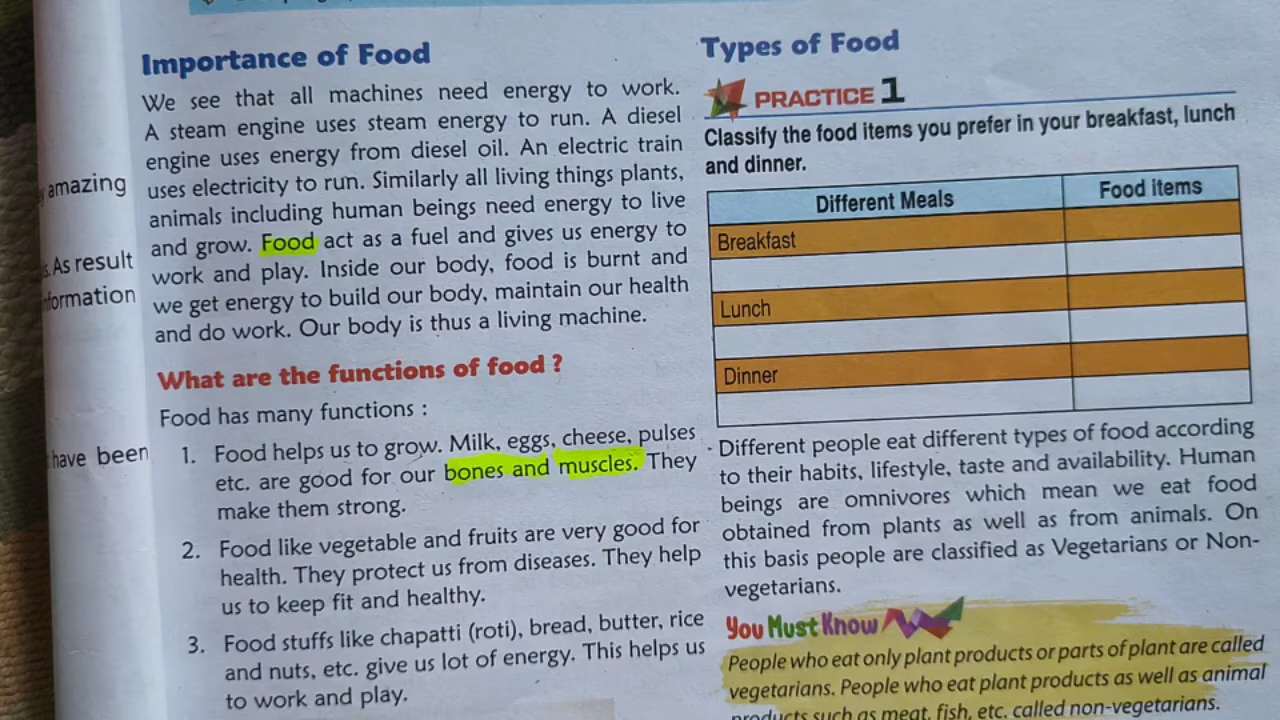 amazing
As result
formation
have been
Importance of Food
We see that all machines need energy to work.
A steam engine uses steam energy to run. A diesel
engine uses energy from diesel oil. An electric train
uses electricity to run. Similarly all living things plants,
animals including human beings need energy to live
and grow. Food act as a fuel and gives us energy to
work and play. Inside our body, food is burnt and
we get energy to build our body, maintain our health
and do work. Our body is thus a living machine.
What are the functions of food ?
Food has many functions :
1. Food helps us to grow. Milk, eggs, cheese, pulses
etc. are good for our bones and muscles. They
make them strong.
2. Food like vegetable and fruits are very good for
health. They protect us from diseases. They help
us to keep fit and healthy.
3. Food stuffs like chapatti (roti), bread, butter, rice
and nuts, etc. give us lot of energy. This helps us
to work and play.
Types of Food
PRACTICE 1
Classify the food items you prefer in your breakfast, lunch
and dinner.
Different Meals Food items
Breakfast
Lunch
Dinner
Different people eat different types of food according
to their habits, lifestyle, taste and availability. Human
beings are omnivores which mean we eat food
obtained from plants as well as from animals. On
this basis people are classified as Vegetarians or Non-
vegetarians.
You Must Know
People who eat only plant products or parts of plant are called
vegetarians. People who eat plant products as well as animal
products such as meat, fish, etc. called non-vegetarians.